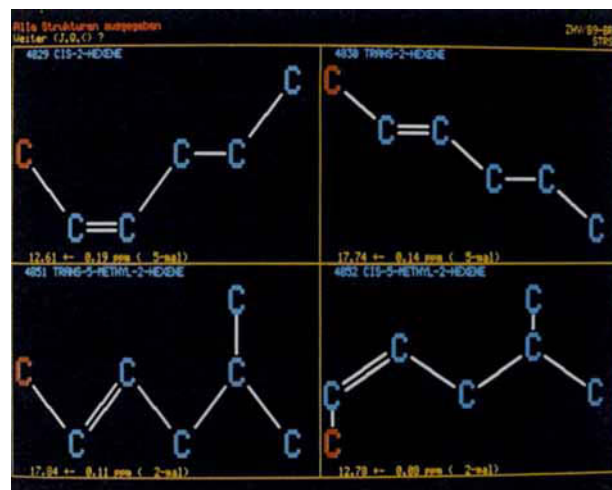 Alle Strukturen ausgegeben
Weiter (J,Q,C) ?
STRS
4829 CIS-2-HEXENE
4830 TRANS-2-HEXENE
C
C
C
C
C
C
C
C
C
C
C
C
12.61 +- 0.19 ppm ( 5-mal)
17.74 +- 0.14 ppm ( 5-mal)
4851 TRANS-5-METHYL-2-HEXENE
4852 CIS-5-METHYL-2-HEXENE
C
C
C
C
C
C
C
C
C
C
C
C
C
C
17.84 +- 0.11 ppm ( 2-mal)
12.78 +- 0.08 ppm ( 2-mal)